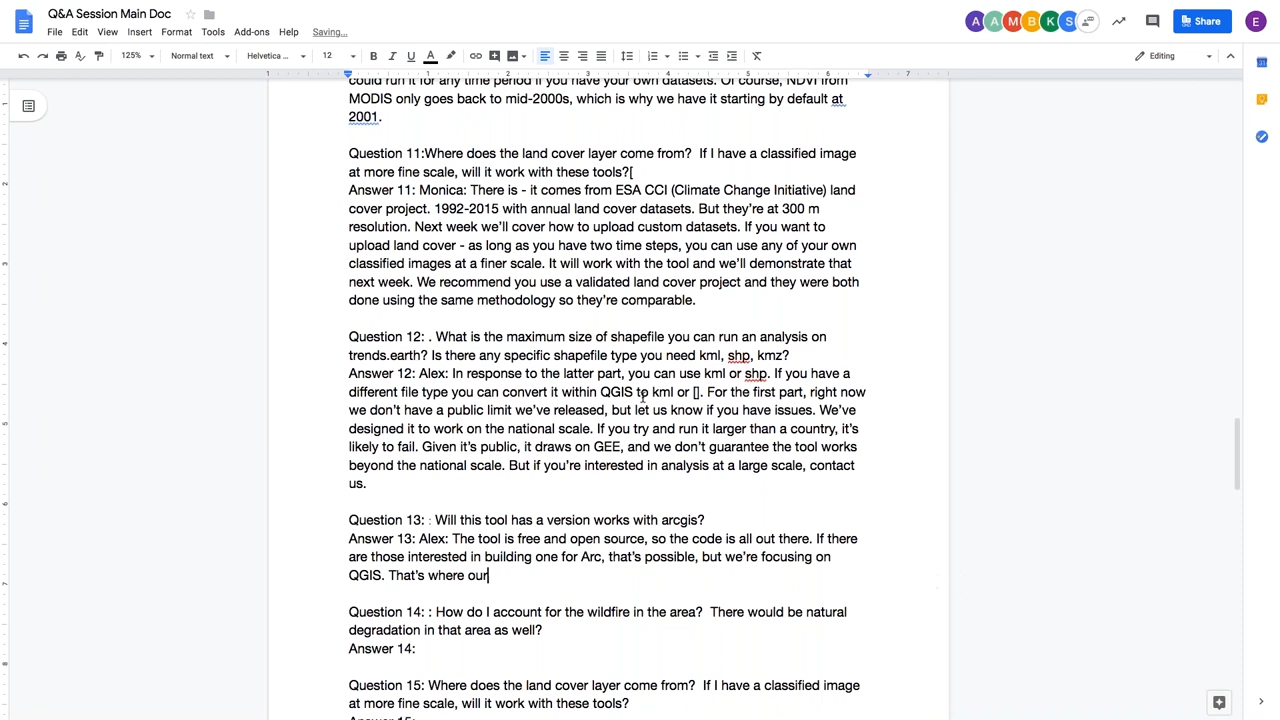 Q&A Session Main Doc
A A M B K S
Share
E
File Edit View Insert Format Tools Add-ons Help Saving...
125% Normal text Helvetica ... 12 B I U A Editing
1 1 2 3 4 5 6 7
could run it for any time period if you have your own datasets. Of course, NDVI from
MODIS only goes back to mid-2000s, which is why we have it starting by default at
2001.
Question 11:Where does the land cover layer come from?  If I have a classified image
at more fine scale, will it work with these tools?[
Answer 11: Monica: There is - it comes from ESA CCI (Climate Change Initiative) land
cover project. 1992-2015 with annual land cover datasets. But they're at 300 m
resolution. Next week we'll cover how to upload custom datasets. If you want to
upload land cover - as long as you have two time steps, you can use any of your own
classified images at a finer scale. It will work with the tool and we'll demonstrate that
next week. We recommend you use a validated land cover project and they were both
done using the same methodology so they're comparable.
Question 12: . What is the maximum size of shapefile you can run an analysis on
trends.earth? Is there any specific shapefile type you need kml, shp, kmz?
Answer 12: Alex: In response to the latter part, you can use kml or shp. If you have a
different file type you can convert it within QGIS to kml or []. For the first part, right now
we don't have a public limit we've released, but let us know if you have issues. We've
designed it to work on the national scale. If you try and run it larger than a country, it's
likely to fail. Given it's public, it draws on GEE, and we don't guarantee the tool works
beyond the national scale. But if you're interested in analysis at a large scale, contact
us.
Question 13: : Will this tool has a version works with arcgis?
Answer 13: Alex: The tool is free and open source, so the code is all out there. If there
are those interested in building one for Arc, that's possible, but we're focusing on
QGIS. That's where our
Question 14: : How do I account for the wildfire in the area?  There would be natural
degradation in that area as well?
Answer 14:
Question 15: Where does the land cover layer come from?  If I have a classified image
at more fine scale, will it work with these tools?
Answer 15: